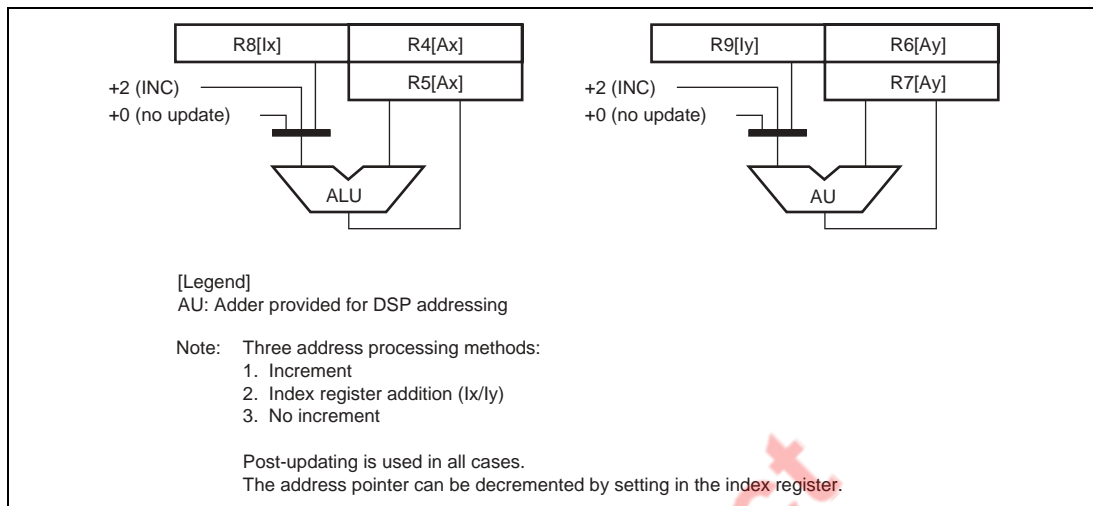 R8[Ix] R4[Ax]
R5[Ax]
+2 (INC)
+0 (no update)
ALU
R9[Iy] R6[Ay]
R7[Ay]
+2 (INC)
+0 (no update)
AU
[Legend]
AU: Adder provided for DSP addressing
Note: Three address processing methods:
1. Increment
2. Index register addition (Ix/Iy)
3. No increment
Post-updating is used in all cases.
The address pointer can be decremented by setting in the index register.
ct